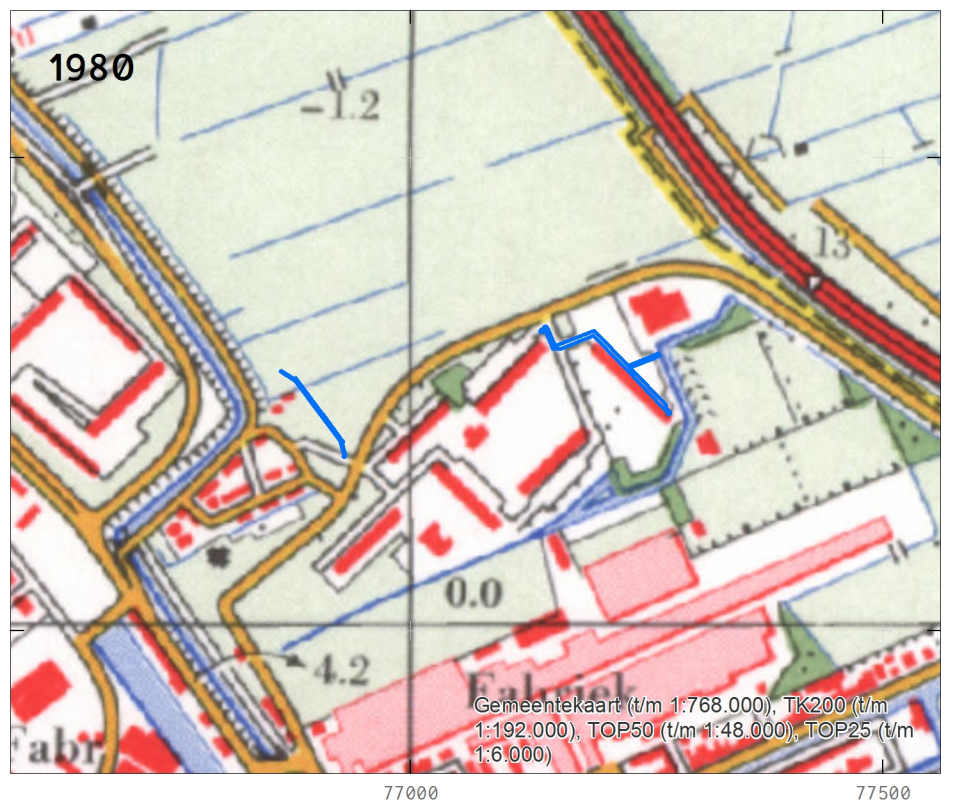 1980
−1.2
13
0.0
4.2
Fabriek
Fabr
Gemeentekaart (t/m 1:768.000), TK200 (t/m
1:192.000), TOP50 (t/m 1:48.000), TOP25 (t/m
1:6.000)
77000
77500